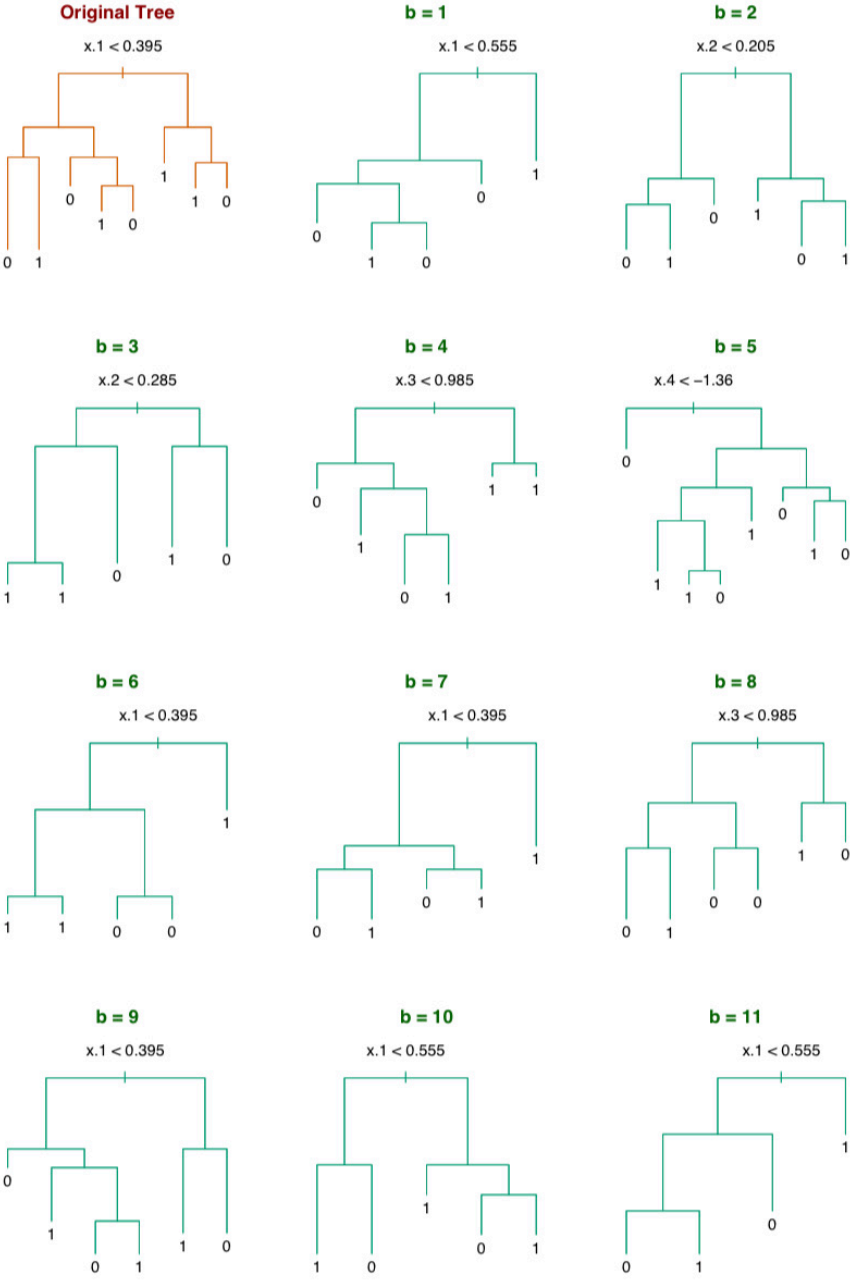 Original Tree b = 1 b = 2
x.1 < 0.395 x.1 < 0.555 x.2 < 0.205
1 1
0 1 0 0 0 1
1 0 0
0 1 0
0 1 1 0 0 1 0 1
b = 3 b = 4 b = 5
x.2 < 0.285 x.3 < 0.985 x.4 < −1.36
0
0 1 1 0
1 0 1 1 1 0
0 1
1 1 0 1 1 0
b = 6 b = 7 b = 8
x.1 < 0.395 x.1 < 0.395 x.3 < 0.985
1 1 1 0
0 1 0 0
1 1 0 0 0 1 0 1
b = 9 b = 10 b = 11
x.1 < 0.395 x.1 < 0.555 x.1 < 0.555
1
0 1 0
1 1 0 0 1
0 1 1 0 0 1